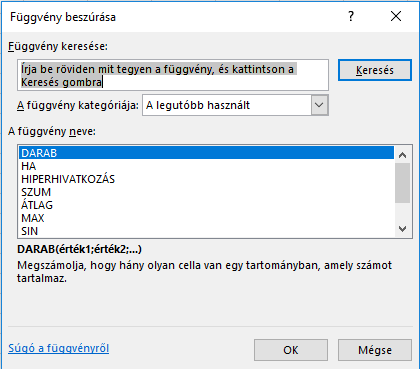 Függvény beszúrása
Függvény keresése:
Írja be röviden mit tegyen a függvény, és kattintson a
Keresés gombra
Keresés
A függvény kategóriája: A legutóbb használt
A függvény neve:
DARAB
HA
HIPERHIVATKOZÁS
SZUM
ÁTLAG
MAX
SIN
DARAB(érték1;érték2;...)
Megszámolja, hogy hány olyan cella van egy tartományban, amely számot
tartalmaz.
Súgó a függvényről
OK
Mégse